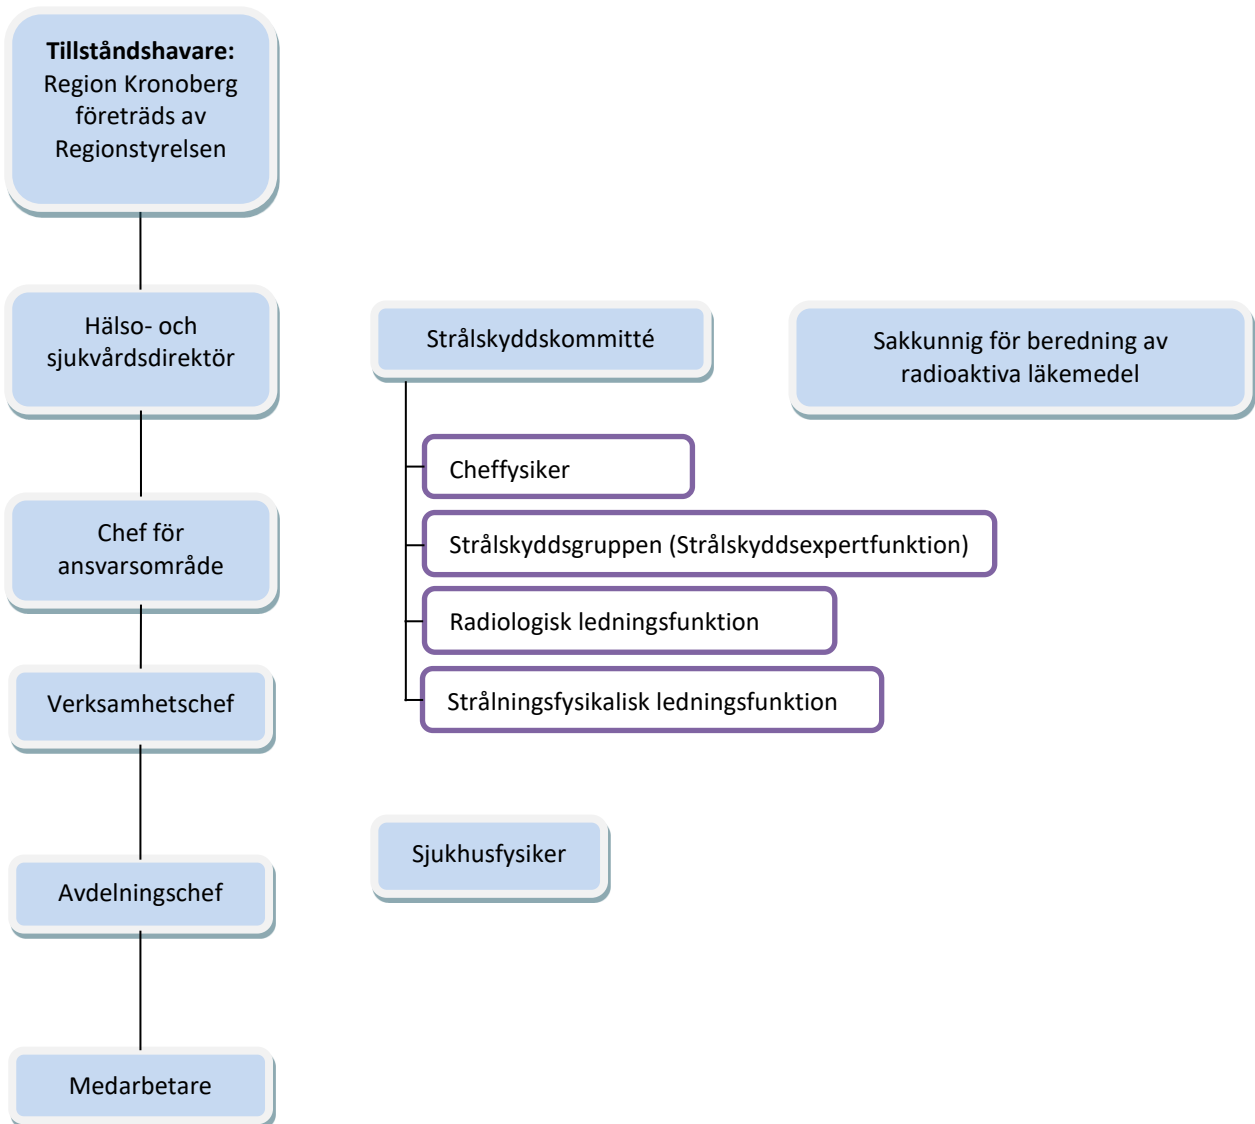 Tillståndshavare:
Region Kronoberg
företräds av
Regionstyrelsen
Hälso- och
sjukvårdsdirektör
Strålskyddskommitté
Sakkunnig för beredning av
radioaktiva läkemedel
Cheffysiker
Chef för
ansvarsområde
Strålskyddsgruppen (Strålskyddsexpertfunktion)
Radiologisk ledningsfunktion
Verksamhetschef
Strålningsfysikalisk ledningsfunktion
Sjukhusfysiker
Avdelningschef
Medarbetare